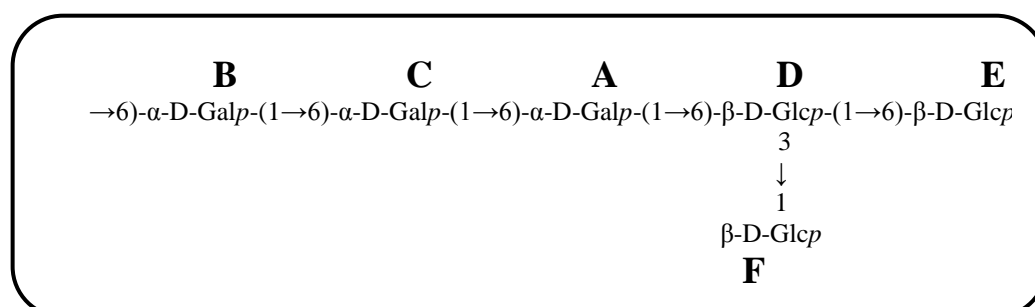 B C A D E
→6)-α-D-Galp-(1→6)-α-D-Galp-(1→6)-α-D-Galp-(1→6)-β-D-Glcp-(1→6)-β-D-Glcp
3
↓
1
β-D-Glcp
F